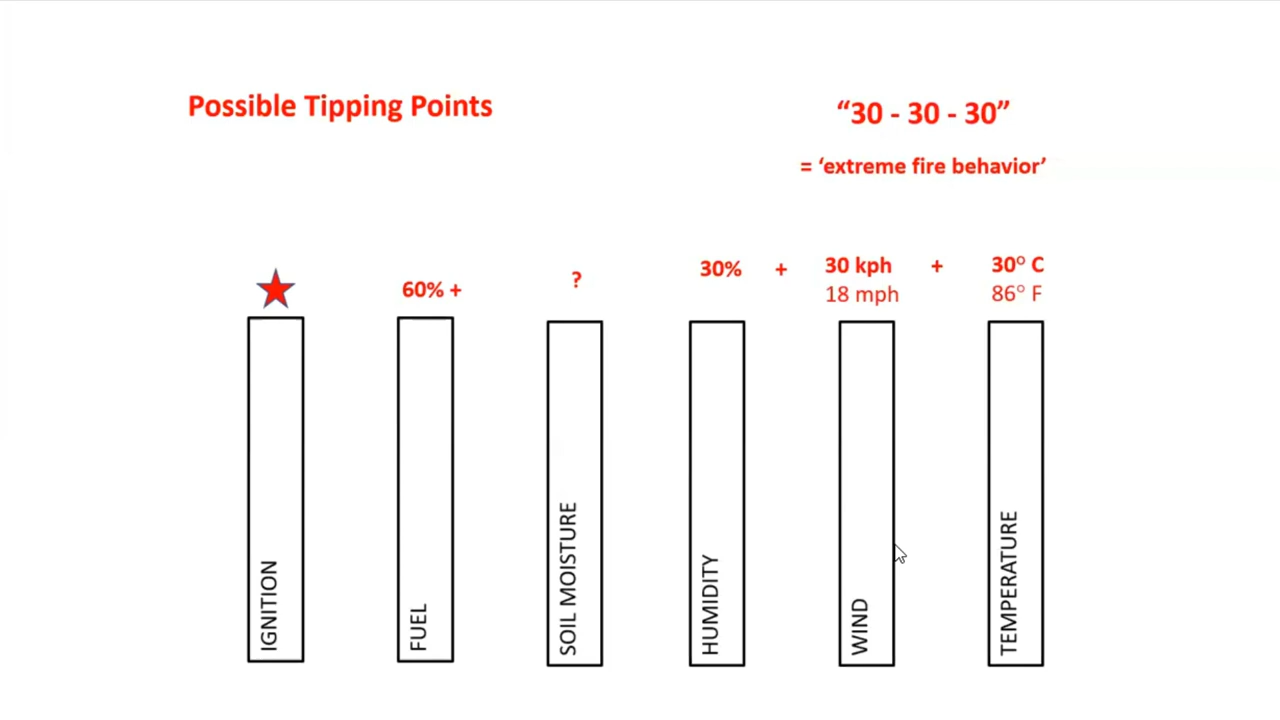 Possible Tipping Points
“30 - 30 - 30”
= ‘extreme fire behavior’
60% +
?
30% + 30 kph + 30° C
18 mph 86° F
IGNITION
FUEL
SOIL MOISTURE
HUMIDITY
WIND
TEMPERATURE